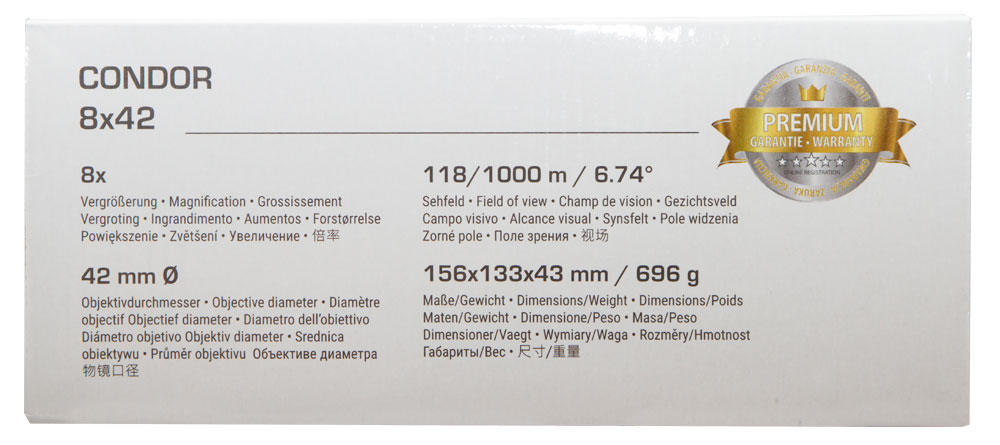 CONDOR
8x42
8x
Vergrößerung • Magnification • Grossissement
Vergroting • Ingrandimento • Aumentos • Forstørrelse
Powiększenie • Zvětšení • Увеличение • 倍率
42 mm Ø
Objektivdurchmesser • Objective diameter • Diamètre
objectif Objectief diameter • Diametro dell'obiettivo
Diámetro objetivo Objektiv diameter • Srednica
obiektywu • Průměr objektivu Объективе диаметра
物镜口径
118/1000 m / 6.74°
Sehfeld • Field of view • Champ de vision • Gezichtsveld
Campo visivo • Alcance visual • Synsfelt • Pole widzenia
Zorné pole • Поле зрения • 视场
156x133x43 mm / 696 g
Maße/Gewicht • Dimensions/Weight • Dimensions/Poids
Maten/Gewicht • Dimensione/Peso • Masa/Peso
Dimensioner/Vaegt • Wymiary/Waga • Rozměry/Hmotnost
Габариты/Вес • 尺寸/重量
GARANZIA
PREMIUM
GARANTIE • WARRANTY
ONLINE REGISTRATION